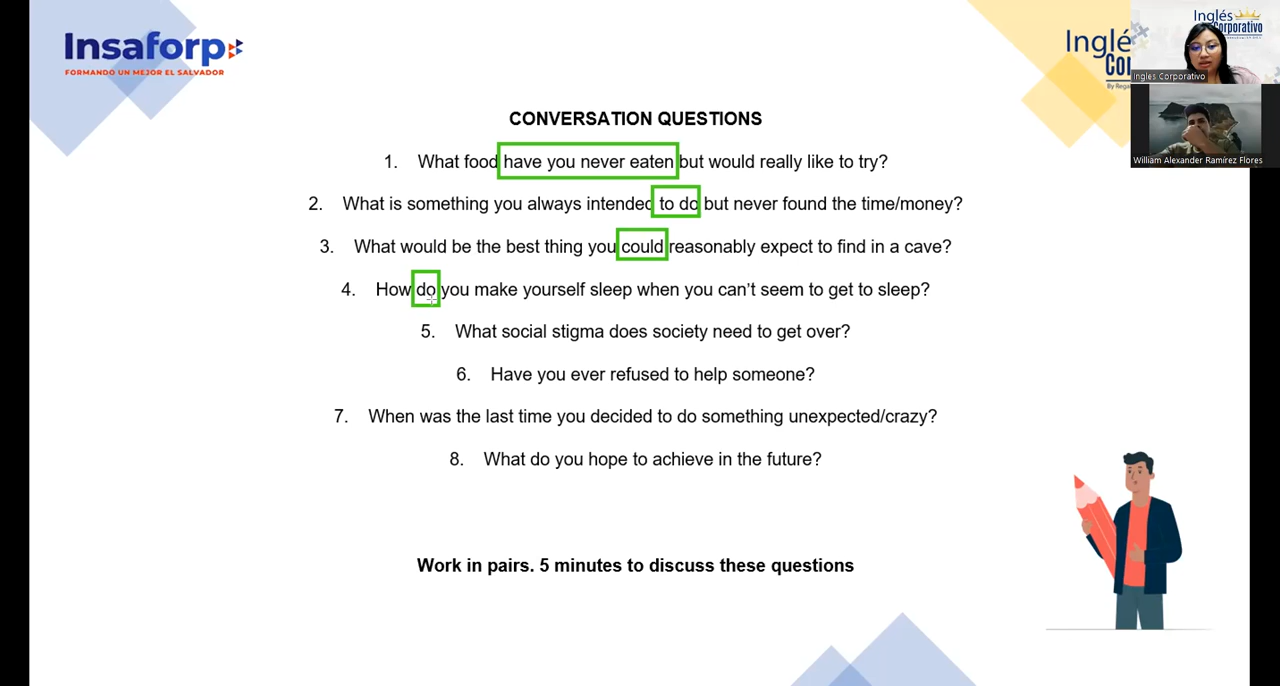 Insaforp
FORMANDO UN MEJOR EL SALVADOR
Inglé
Co
By Rega
Inglés
Corporativo
Ingles Corporativo
William Alexander Ramírez Flores
CONVERSATION QUESTIONS
1. What food have you never eaten but would really like to try?
2. What is something you always intended to do but never found the time/money?
3. What would be the best thing you could reasonably expect to find in a cave?
4. How do you make yourself sleep when you can’t seem to get to sleep?
5. What social stigma does society need to get over?
6. Have you ever refused to help someone?
7. When was the last time you decided to do something unexpected/crazy?
8. What do you hope to achieve in the future?
Work in pairs. 5 minutes to discuss these questions